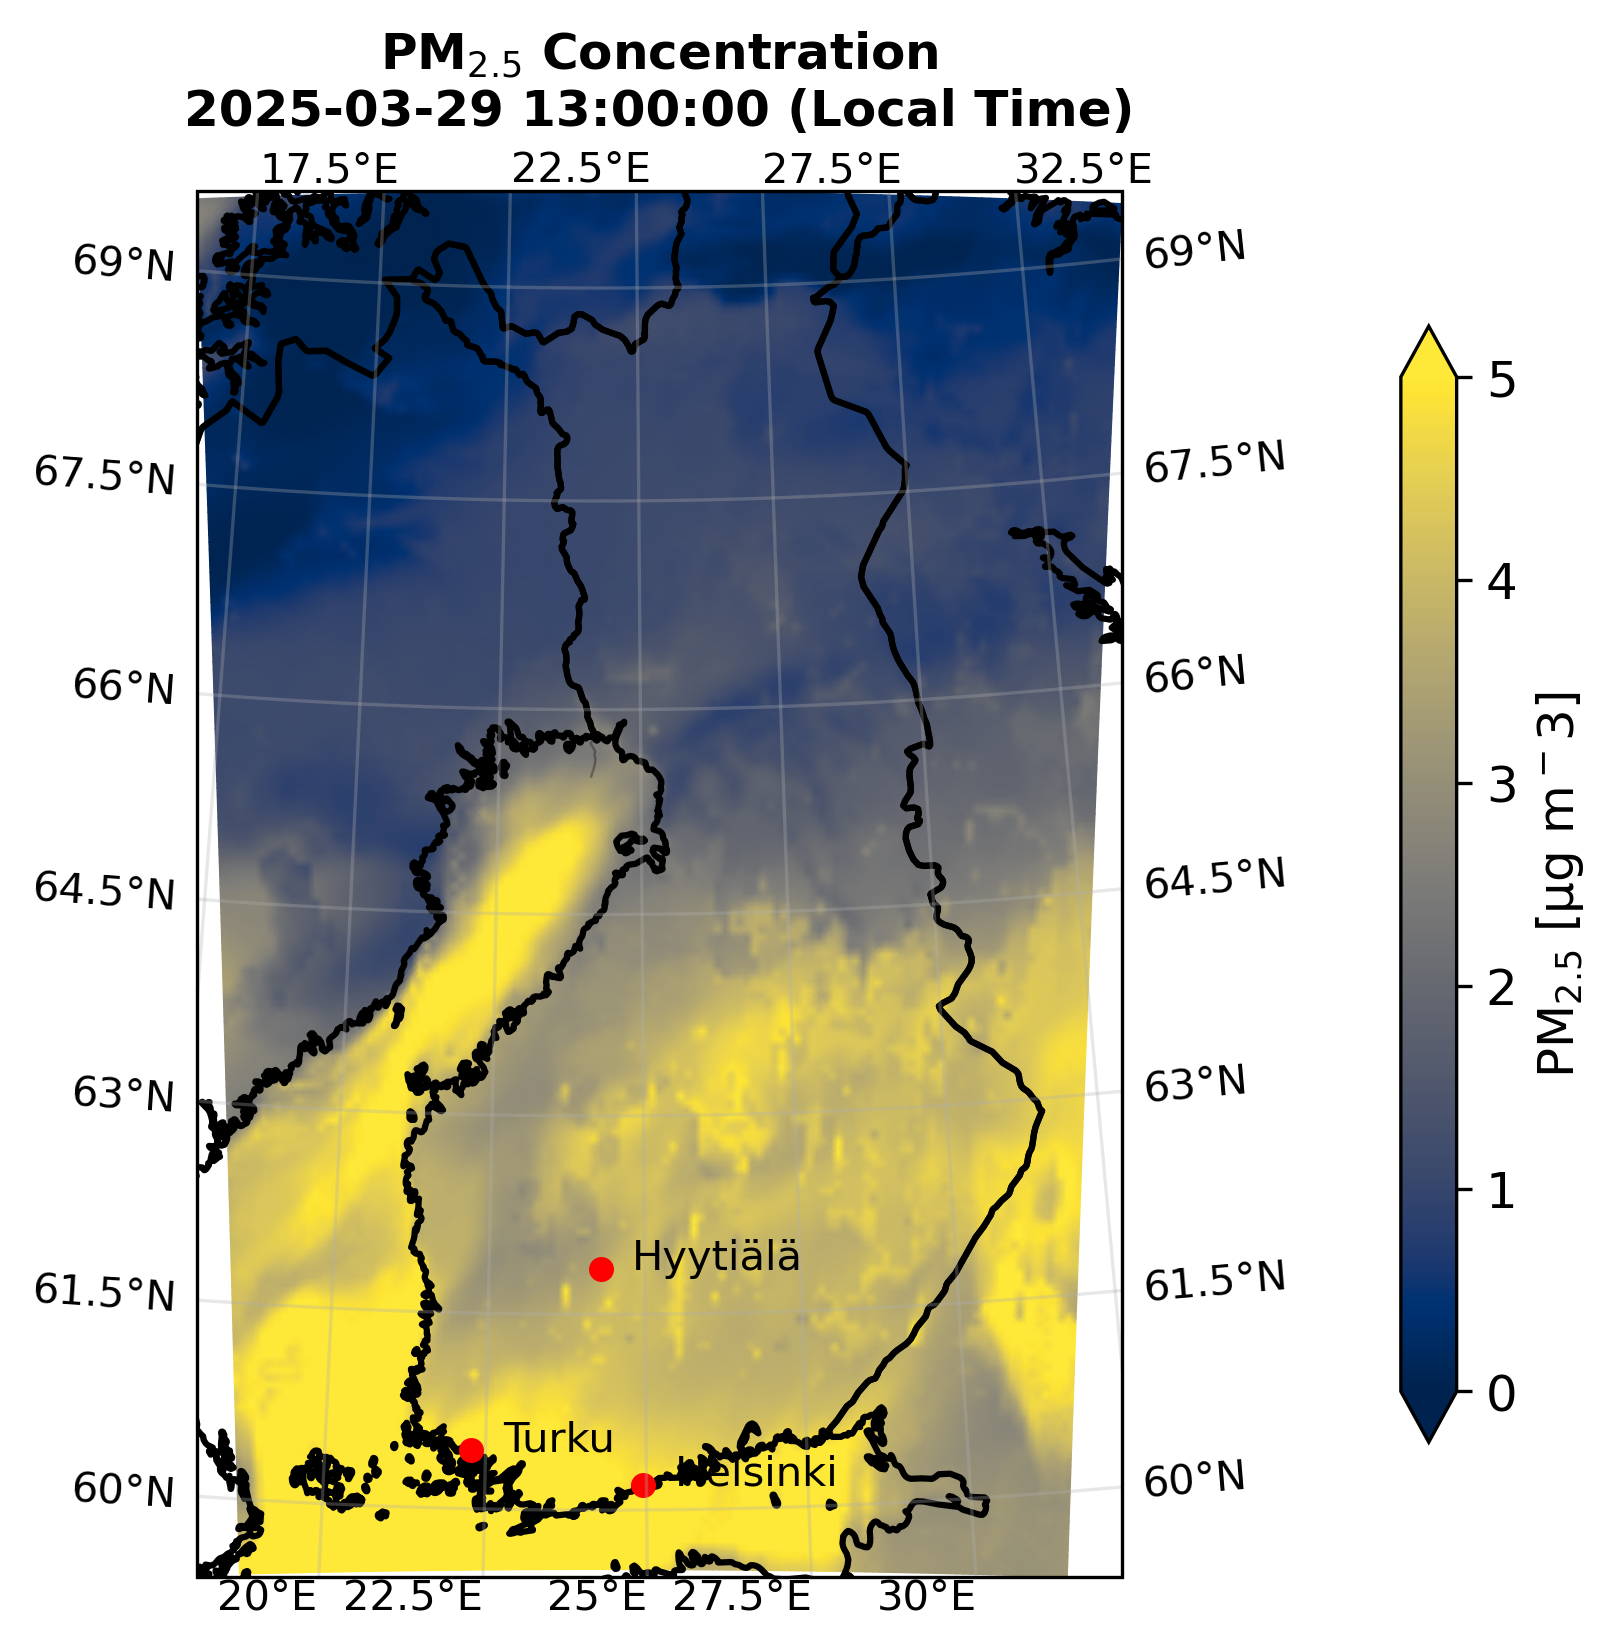 PM₂.₅ Concentration
2025-03-29 13:00:00 (Local Time)
17.5°E 22.5°E 27.5°E 32.5°E
69°N 69°N
67.5°N 67.5°N
66°N 66°N
64.5°N 64.5°N
63°N 63°N
61.5°N 61.5°N
60°N 60°N
Hyytiälä
Turku
Helsinki
20°E 22.5°E 25°E 27.5°E 30°E
5
4
3
2
1
0
PM₂.₅ [µg m⁻3]